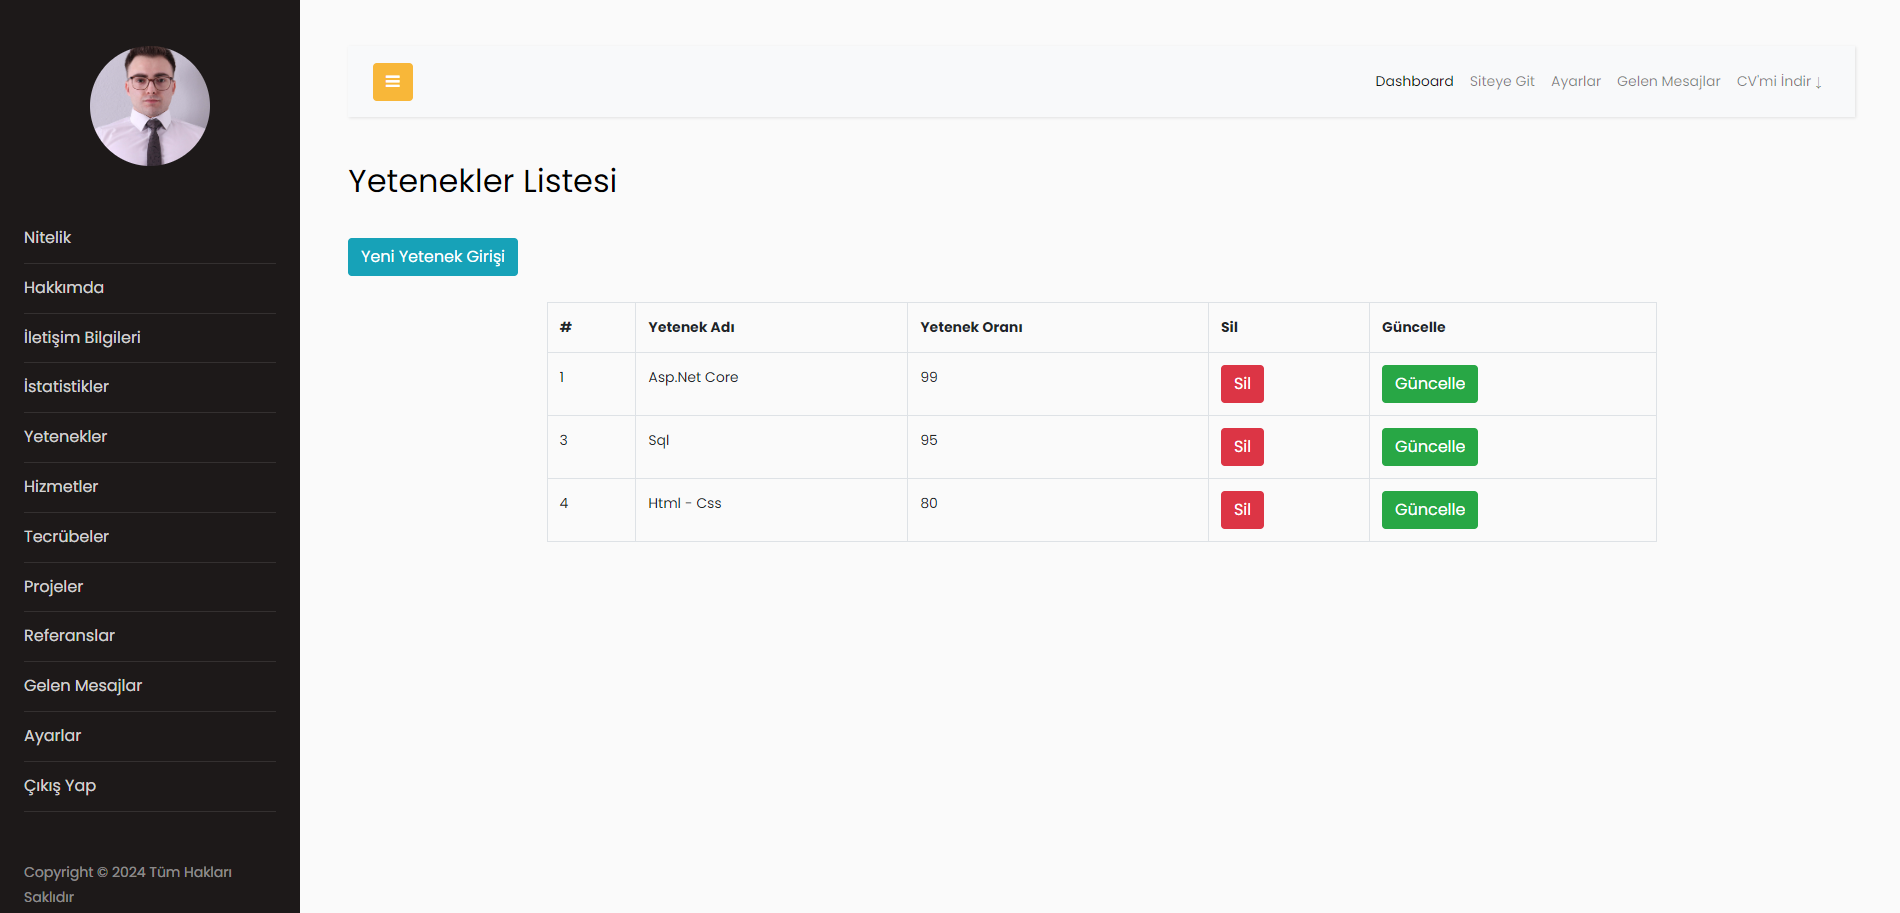 Nitelik
Hakkımda
İletişim Bilgileri
İstatistikler
Yetenekler
Hizmetler
Tecrübeler
Projeler
Referanslar
Gelen Mesajlar
Ayarlar
Çıkış Yap
Copyright © 2024 Tüm Hakları
Saklıdır
Dashboard Siteye Git Ayarlar Gelen Mesajlar CV'mi İndir ↓
Yetenekler Listesi
Yeni Yetenek Girişi
# Yetenek Adı Yetenek Oranı Sil Güncelle
1 Asp.Net Core 99 Sil Güncelle
3 Sql 95 Sil Güncelle
4 Html - Css 80 Sil Güncelle